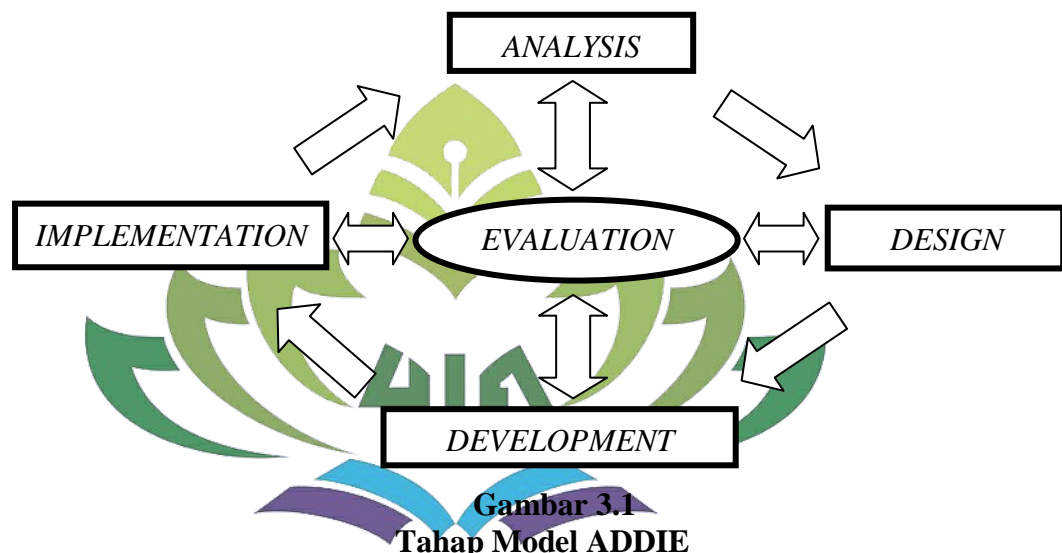 ANALYSIS
IMPLEMENTATION
EVALUATION
DESIGN
DEVELOPMENT
Gambar 3.1
Tahap Model ADDIE